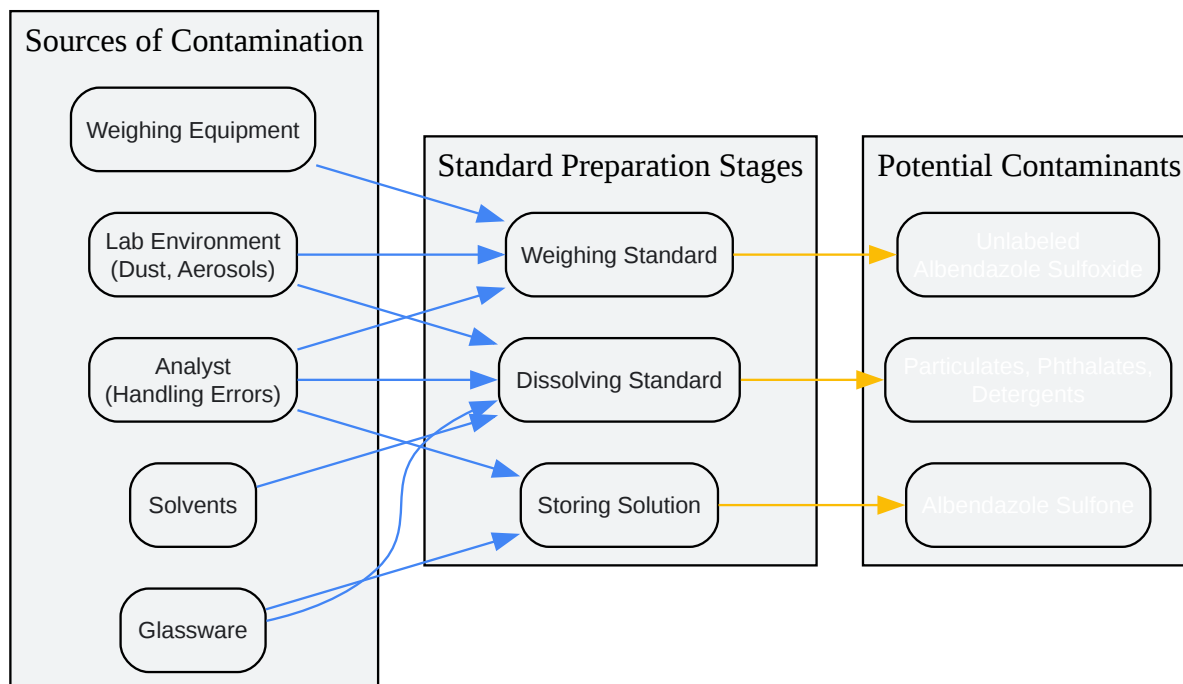 Sources of Contamination
Weighing Equipment
Lab Environment
(Dust, Aerosols)
Analyst
(Handling Errors)
Solvents
Glassware
Standard Preparation Stages
Weighing Standard
Dissolving Standard
Storing Solution
Potential Contaminants
Unlabeled
Albendazole Sulfoxide
Particulates, Phthalates,
Detergents
Albendazole Sulfone